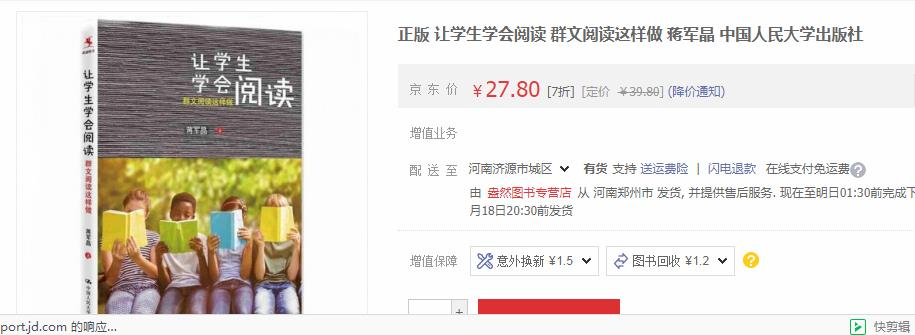 让学生
学会阅读
群文阅读这样做
蒋军晶
让学生学会阅读
群文阅读这样做
蒋军晶
中国人民大学
正版 让学生学会阅读 群文阅读这样做 蒋军晶 中国人民大学出版社
京东价 ￥27.80 [7折] [定价 ￥39.80] (降价通知)
增值业务
配送至 河南济源市城区 有货 支持 送运费险 | 闪电退款 在线支付免运费 ?
由 盎然图书专营店 从 河南郑州市 发货, 并提供售后服务. 现在至明日01:30前完成下
月18日20:30前发货
增值保障 意外换新 ¥1.5 图书回收 ¥1.2 ?
+
port.jd.com 的响应...
快剪辑